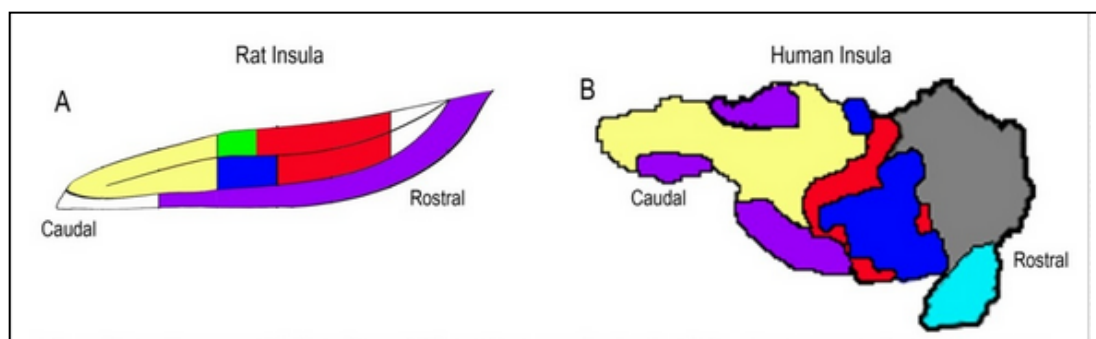 Rat Insula
Human Insula
A
B
Caudal
Rostral
Caudal
Rostral